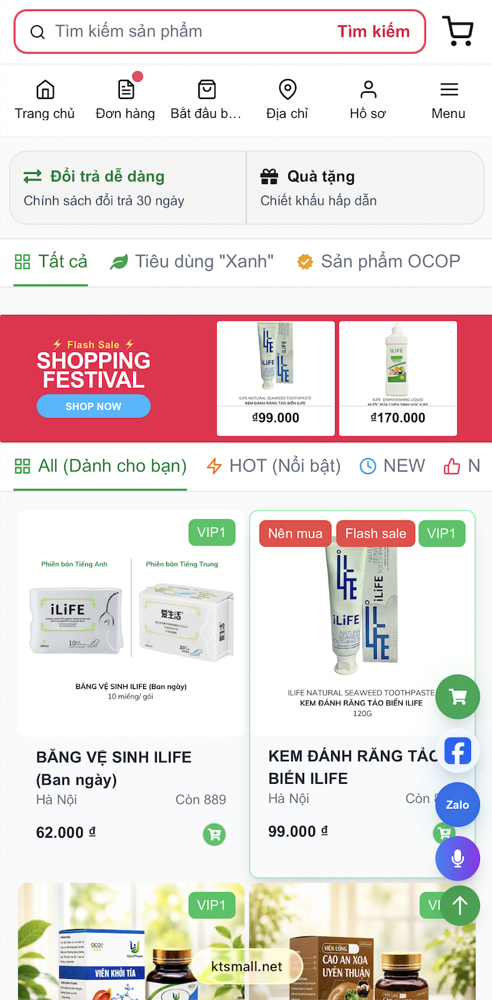 Tìm kiếm sản phẩm
Tìm kiếm
Trang chủ
Đơn hàng
Bắt đầu b...
Địa chỉ
Hồ sơ
Menu
Đổi trả dễ dàng
Chính sách đổi trả 30 ngày
Quà tặng
Chiết khấu hấp dẫn
Tất cả
Tiêu dùng "Xanh"
Sản phẩm OCOP
⚡ Flash Sale ⚡
SHOPPING
FESTIVAL
SHOP NOW
iLiFE
ILIFE NATURAL SEAWEED TOOTHPASTE
KEM ĐÁNH RĂNG TẢO BIỂN ILIFE
₫99.000
iLiFE
ILIFE DISHWASHING LIQUID
NƯỚC RỬA CHÉN SINH HỌC ILIFE
₫170.000
All (Dành cho bạn)
HOT (Nổi bật)
NEW
N
VIP1
Phiên bản Tiếng Anh
Phiên bản Tiếng Trung
iLiFE
10
爱生活
爱生活
10
BĂNG VỆ SINH ILIFE (Ban ngày)
10 miếng/ gói
BĂNG VỆ SINH ILIFE
(Ban ngày)
Hà Nội
Còn 889
62.000 ₫
Nên mua
Flash sale
VIP1
iLiFE
iLiFE
NATURAL
SEAWEED
TOOTHPASTE
ILIFE NATURAL SEAWEED TOOTHPASTE
KEM ĐÁNH RĂNG TẢO BIỂN ILIFE
120G
KEM ĐÁNH RĂNG TẢO
BIỂN ILIFE
Hà Nội
Còn
99.000 ₫
Zalo
VIP1
OCOP
UyenThuan
VIÊN KHỚI TÍA
VI
VIÊN LÓNG
CAO AN XOA
UYÊN THUẬN
ktsmall.net